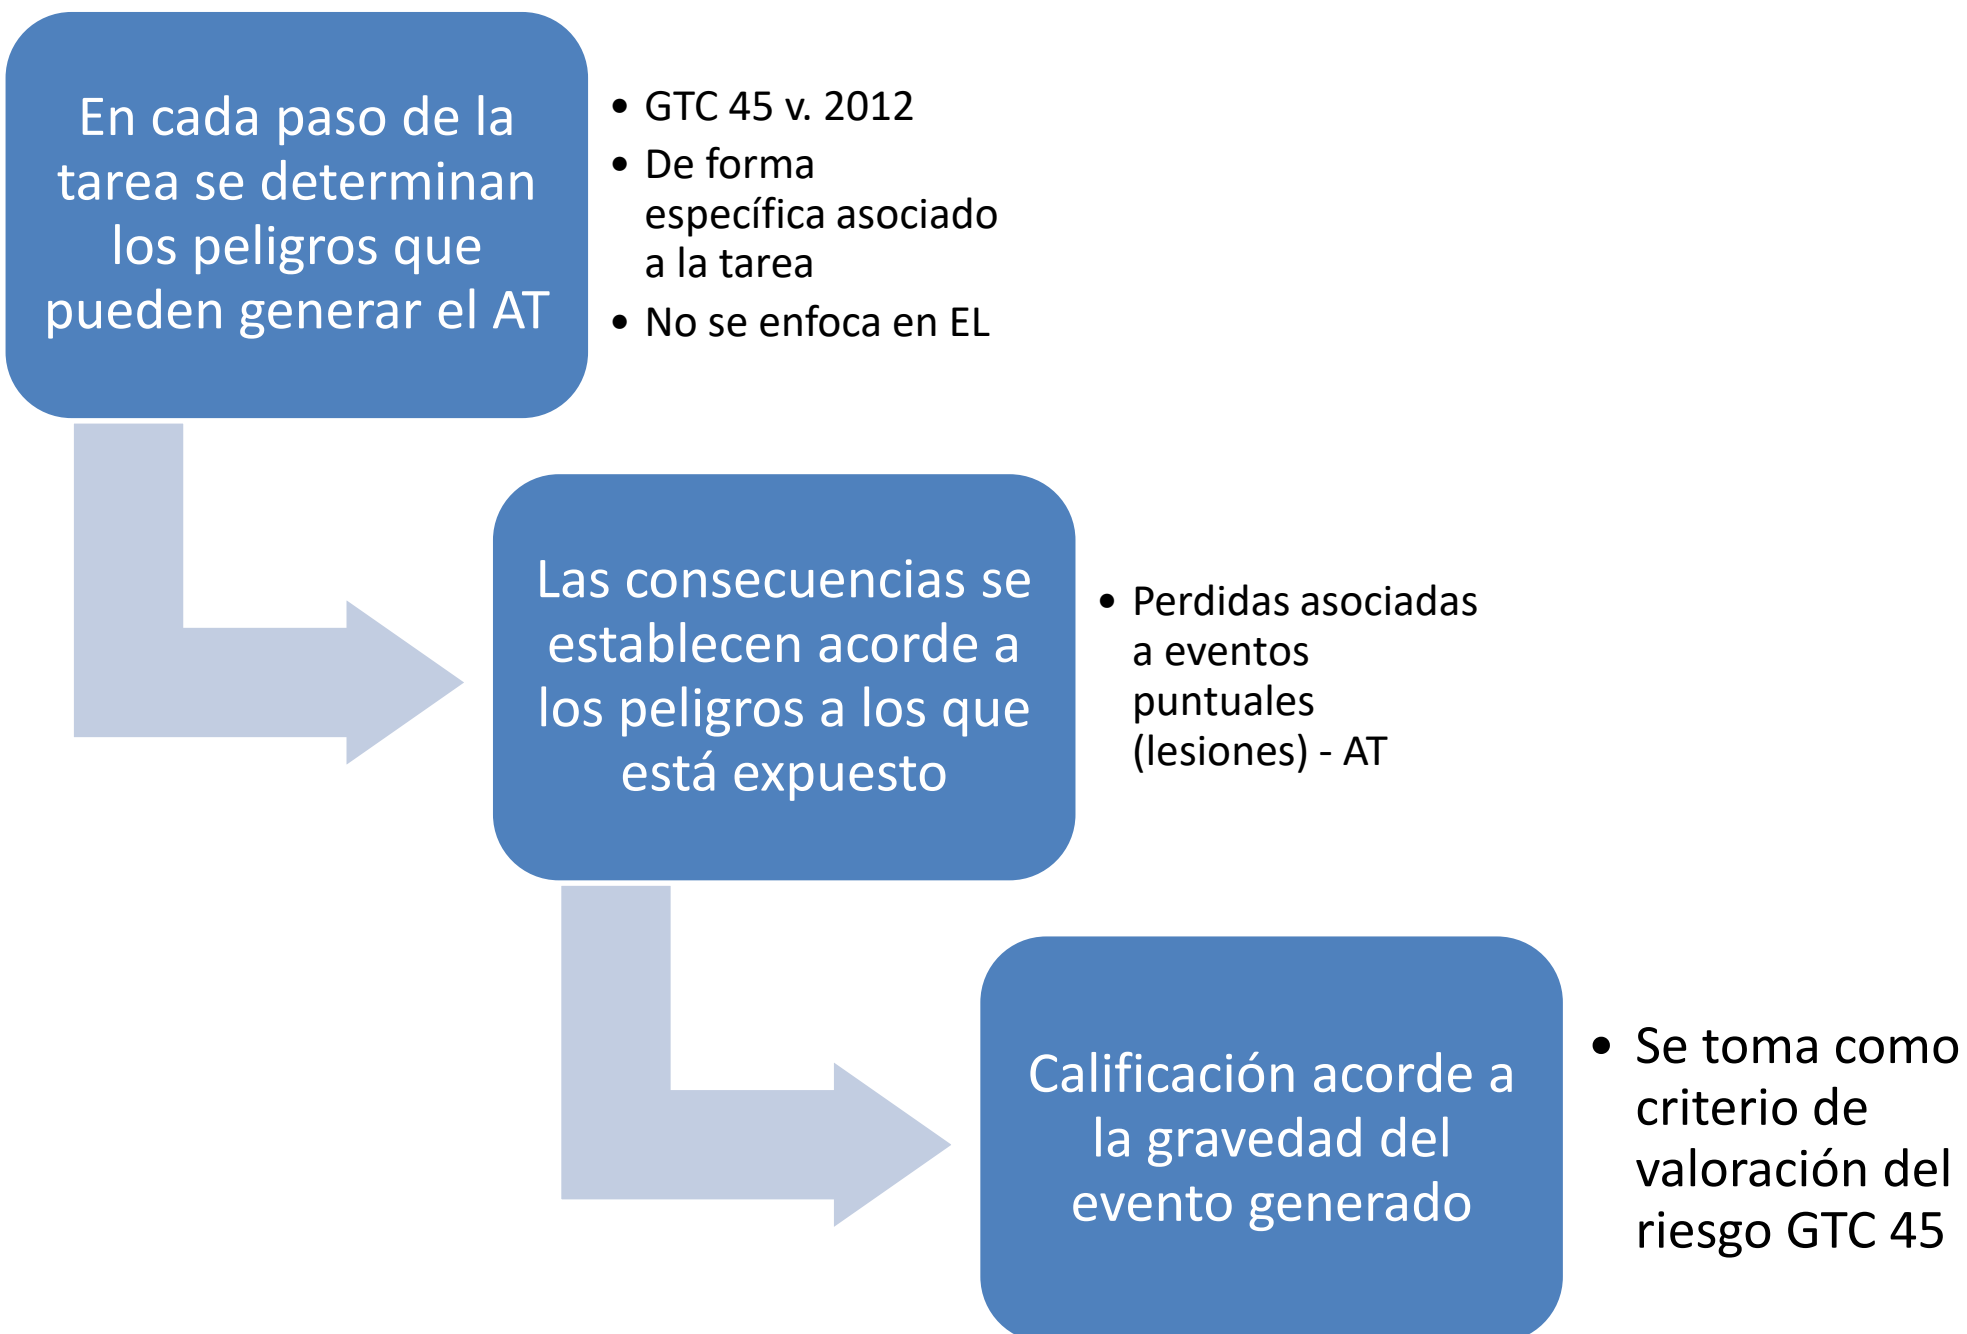 En cada paso de la
tarea se determinan
los peligros que
pueden generar el AT
• GTC 45 v. 2012
• De forma
específica asociado
a la tarea
• No se enfoca en EL
Las consecuencias se
establecen acorde a
los peligros a los que
está expuesto
• Perdidas asociadas
a eventos
puntuales
(lesiones) - AT
Calificación acorde a
la gravedad del
evento generado
• Se toma como
criterio de
valoración del
riesgo GTC 45